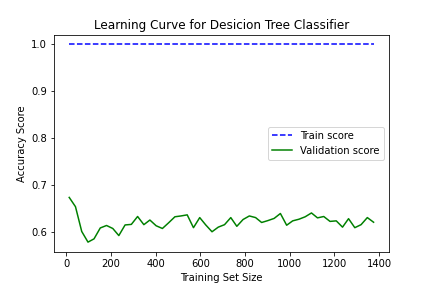 Learning Curve for Desicion Tree Classifier
1.0
0.9
0.8
0.7
0.6
Accuracy Score
Train score
Validation score
0
200
400
600
800
1000
1200
1400
Training Set Size